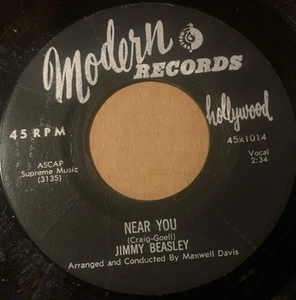 Modern
RECORDS
hollywood
45 RPM
45x1014
ASCAP
Supreme Music
(3135)
Vocal
2:34
NEAR YOU
(Craig-Goell)
JIMMY BEASLEY
Arranged and Conducted By Maxwell Davis